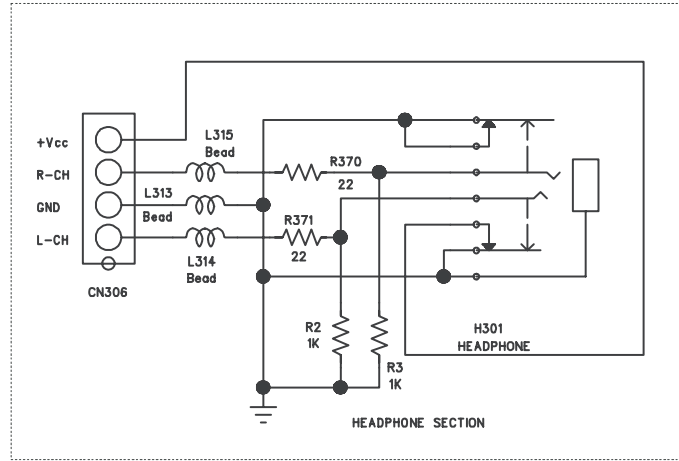 L315
Bead
+Vcc
R370
22
R-CH
L313
Bead
GND
R371
22
L-CH
L314
Bead
CN306
R2
1K
H301
HEADPHONE
R3
1K
HEADPHONE SECTION